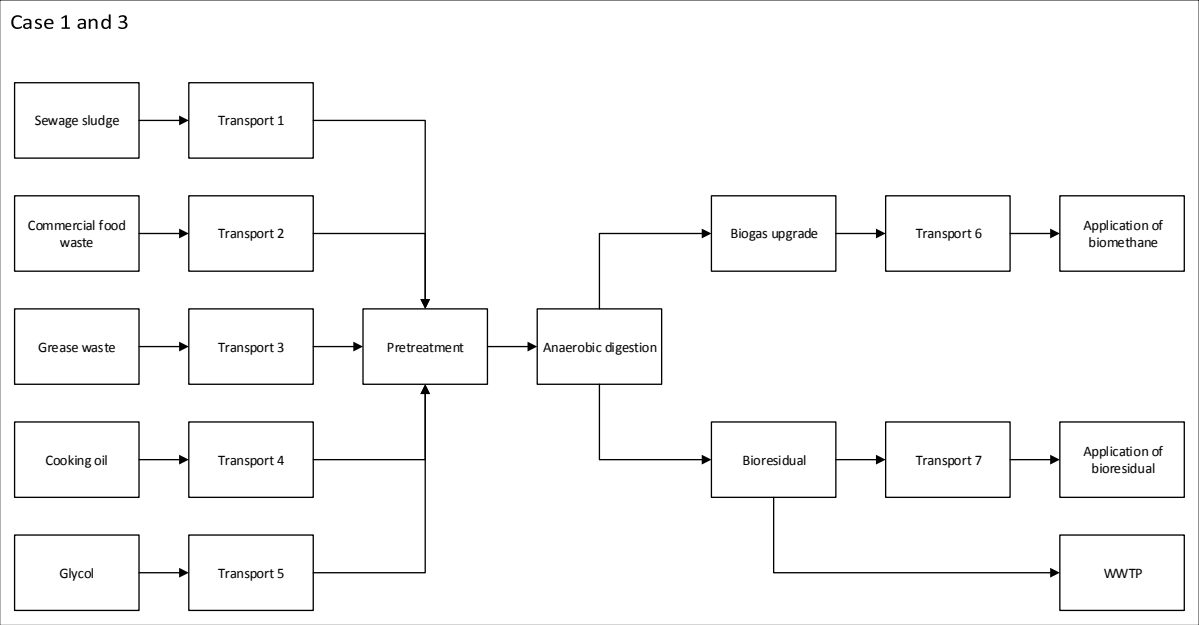 Case 1 and 3
Sewage sludge
Transport 1
Commercial food
waste
Transport 2
Biogas upgrade
Transport 6
Application of
biomethane
Grease waste
Transport 3
Pretreatment
Anaerobic digestion
Cooking oil
Transport 4
Bioresidual
Transport 7
Application of
bioresidual
Glycol
Transport 5
WWTP